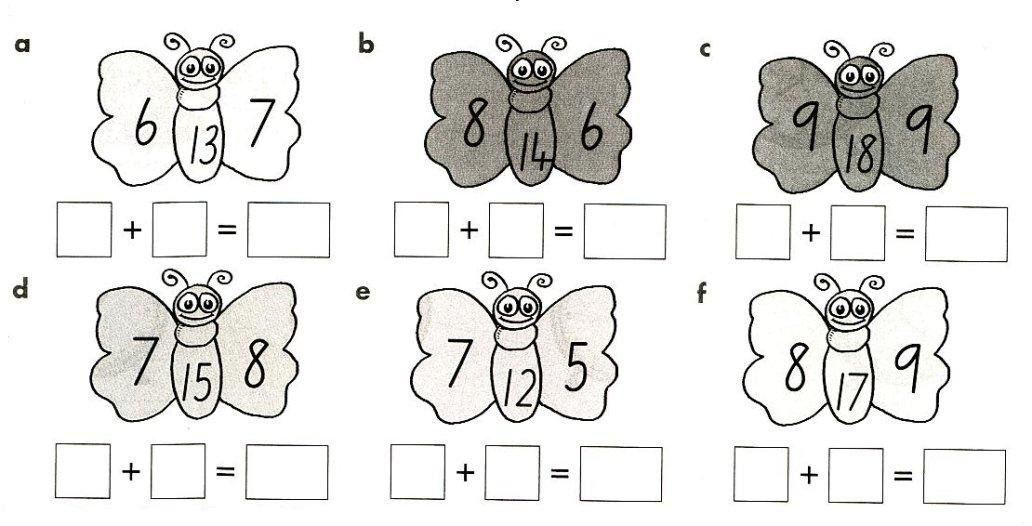 a b c
6 13 7 8 14 6 9 18 9
+ = + = + =
d e f
7 15 8 7 12 5 8 17 9
+ = + = + =